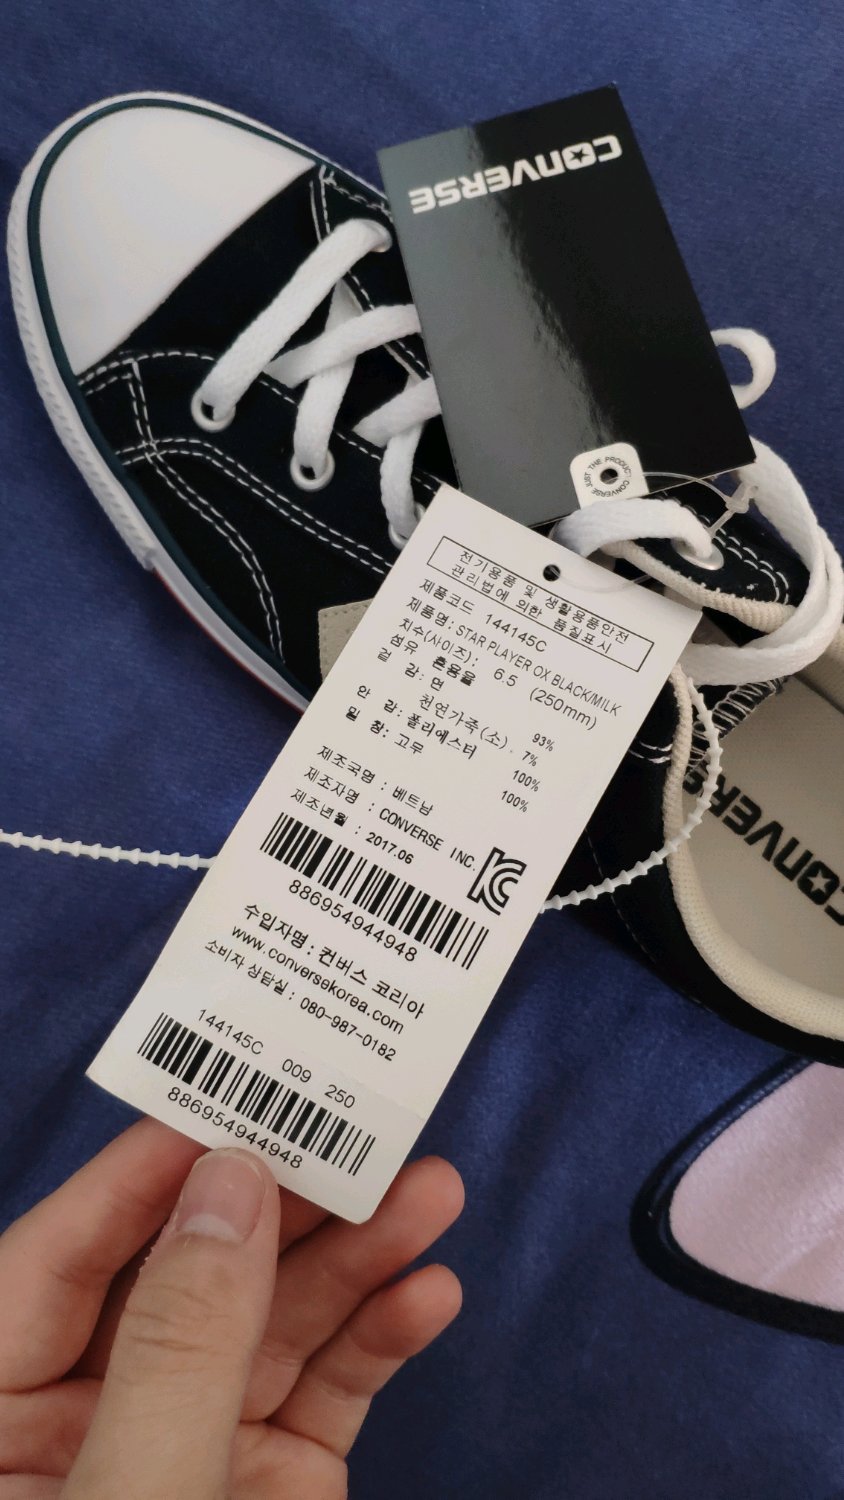 CONVERSE
CONVERSE JUST THE PRODUCT
전기용품 및 생활용품안전
관리법에 의한 품질표시
제품코드 144145C
제품명: STAR PLAYER OX BLACK/MILK
치수(사이즈): 6.5 (250mm)
섬유 혼용율
겉 감: 면 93%
천연가죽(소). 7%
안 감: 폴리에스터 100%
밑 창: 고무 100%
제조국명 : 베트남
제조자명 : CONVERSE INC.
제조년월 : 2017.06
886954944948
수입자명: 컨버스 코리아
www.conversekorea.com
소비자 상담실: 080-987-0182
144145C 009 250
886954944948
CONVERSE